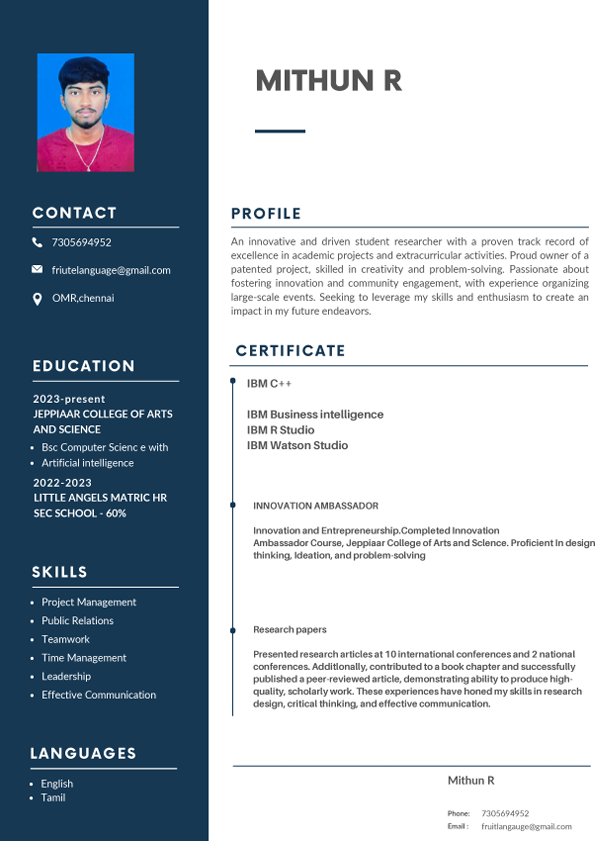 MITHUN R
CONTACT
7305694952
friutelanguage@gmail.com
OMR,chennai
EDUCATION
2023-present
JEPPIAAR COLLEGE OF ARTS
AND SCIENCE
• Bsc Computer Scienc e with
• Artificial intelligence
2022-2023
LITTLE ANGELS MATRIC HR
SEC SCHOOL - 60%
SKILLS
• Project Management
• Public Relations
• Teamwork
• Time Management
• Leadership
• Effective Communication
LANGUAGES
• English
• Tamil
PROFILE
An innovative and driven student researcher with a proven track record of
excellence in academic projects and extracurricular activities. Proud owner of a
patented project, skilled in creativity and problem-solving. Passionate about
fostering innovation and community engagement, with experience organizing
large-scale events. Seeking to leverage my skills and enthusiasm to create an
impact in my future endeavors.
CERTIFICATE
IBM C++
IBM Business intelligence
IBM R Studio
IBM Watson Studio
INNOVATION AMBASSADOR
Innovation and Entrepreneurship.Completed Innovation
Ambassador Course, Jeppiaar College of Arts and Sclence. Proficient In design
thinking, Ideation, and problem-solving
Research papers
Presented research articles at 10 international conferences and 2 national
conferences. Additlonally, contributed to a book chapter and successfully
published a peer-reviewed article, demonstrating ability to produce high-
quality, scholarly work. These experiences have honed my skills in research
design, critical thinking, and effective communication.
Mithun R
Phone: 7305694952
Email : fruitlangauge@gmail.com